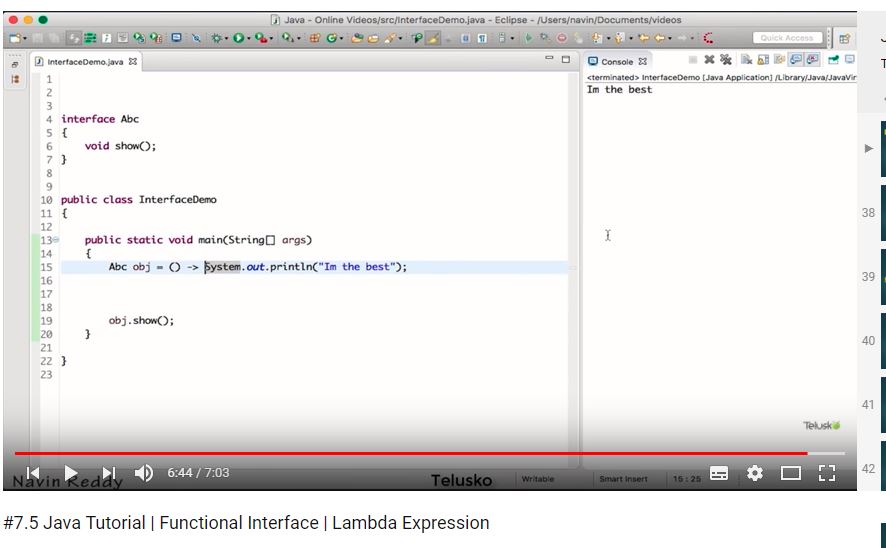 Java - Online Videos/src/InterfaceDemo.java - Eclipse - /Users/navin/Documents/videos
Quick Access
InterfaceDemo.java
Console
<terminated> InterfaceDemo [Java Application] /Library/Java/JavaVir
Im the best
1
2
3
4 interface Abc
5 {
6 void show();
7 }
8
9
10 public class InterfaceDemo
11 {
12
13 public static void main(String[] args)
14 {
15 Abc obj = () -> System.out.println("Im the best");
16
17
18
19 obj.show();
20 }
21
22 }
23
38
39
40
41
42
Telusko
6:44 / 7:03
Navin Reddy
Telusko
Writable
Smart Insert
15 : 25
#7.5 Java Tutorial | Functional Interface | Lambda Expression